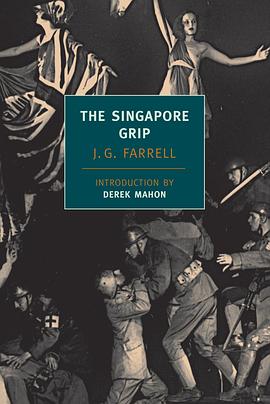 THE SINGAPORE
GRIP
J. G. FARRELL
INTRODUCTION BY
DEREK MAHON